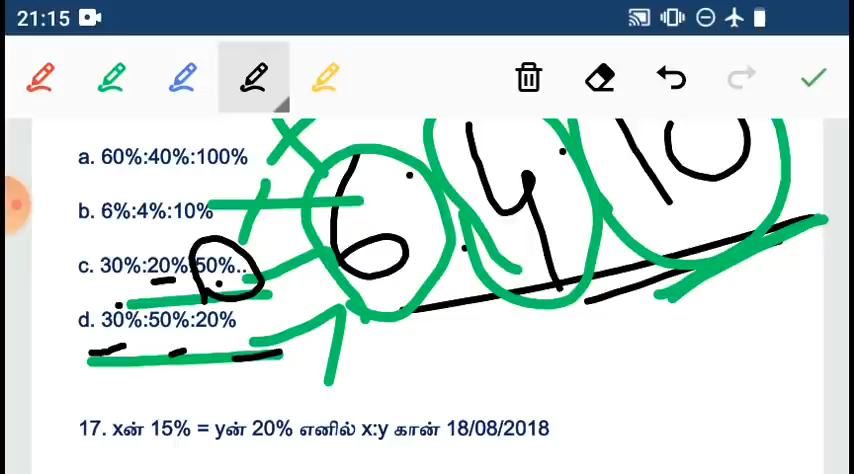 21:15
6 4 10
a. 60%:40%:100%
b. 6%:4%:10%
c. 30%:20%:50%..
d. 30%:50%:20%
17. xன் 15% = yன் 20% எனில் x:y கான் 18/08/2018